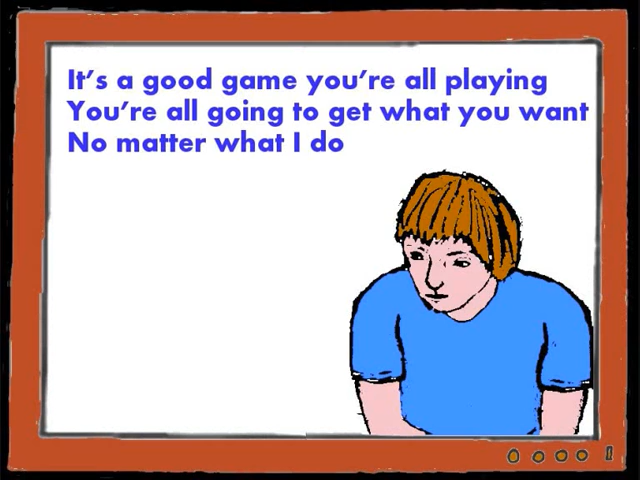 It's a good game you're all playing
You're all going to get what you want
No matter what I do